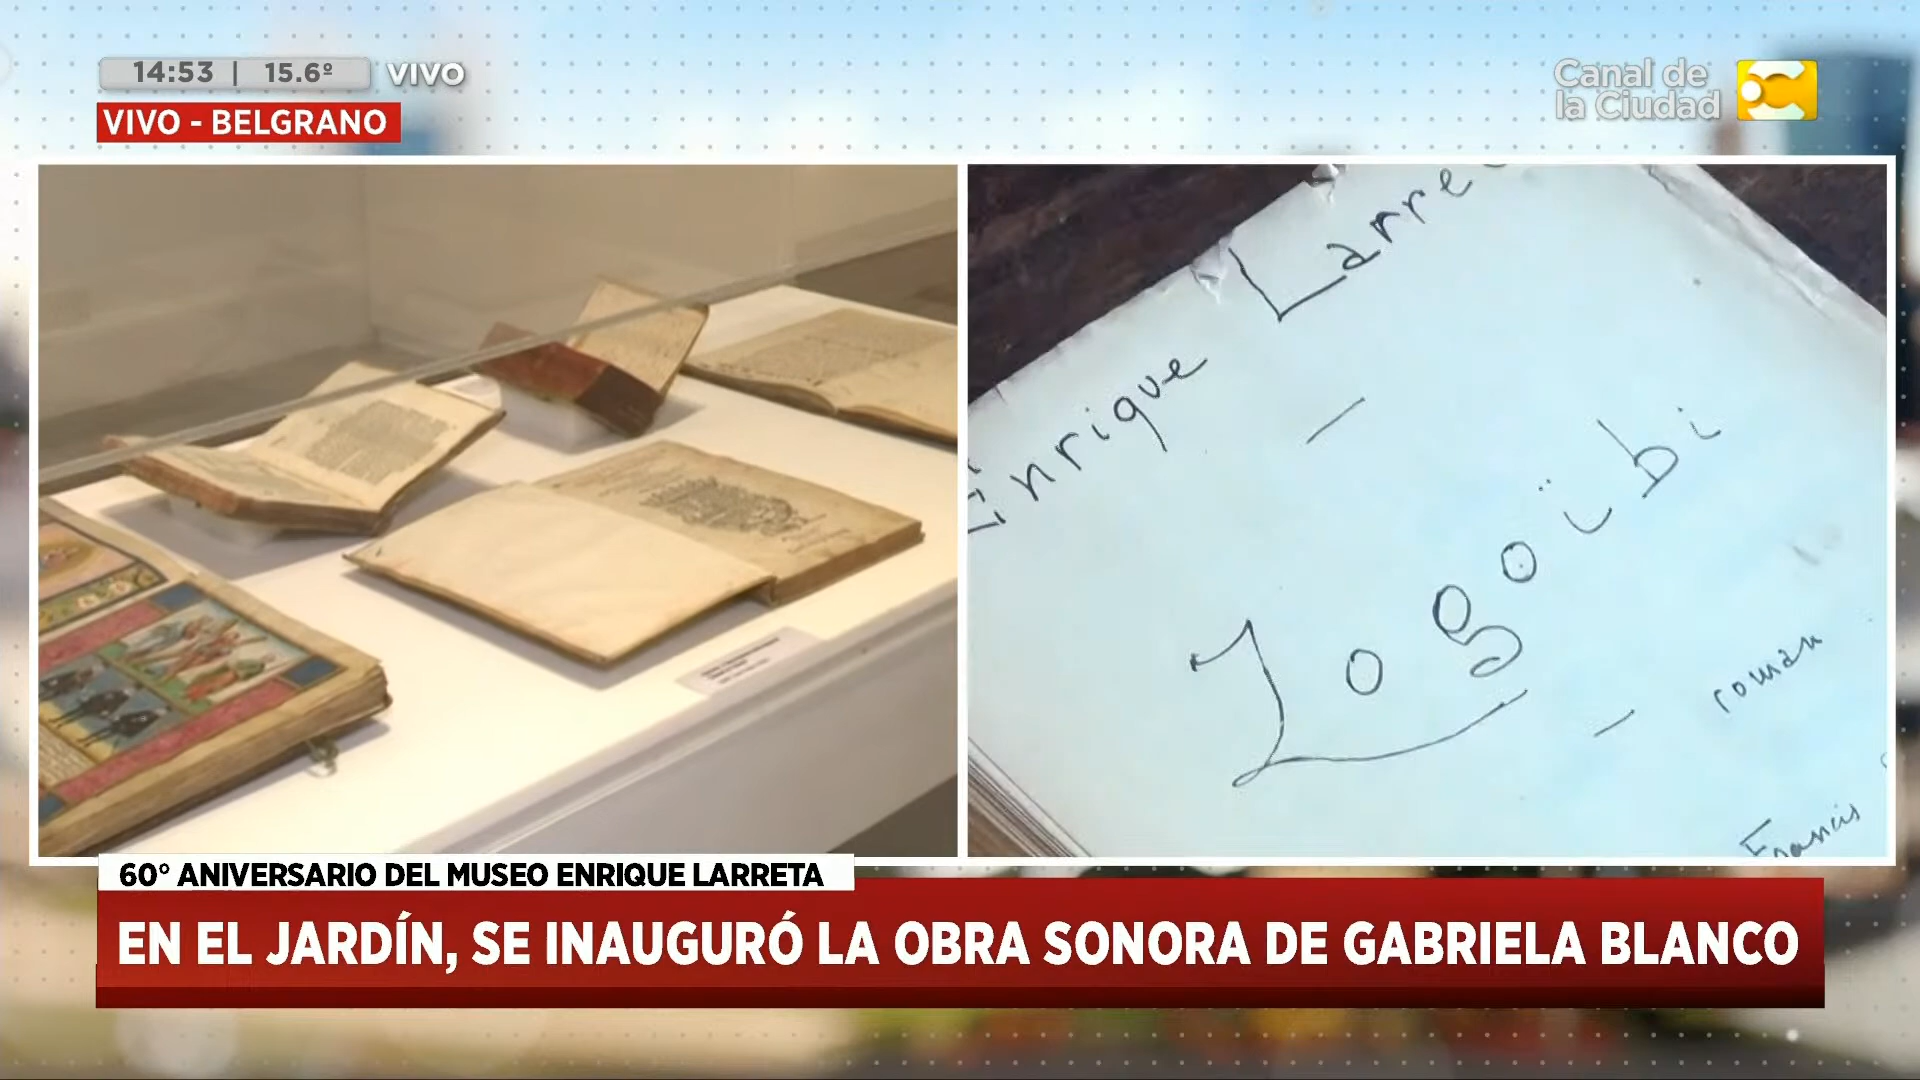 14:53 | 15.6º VIVO
Canal de
la Ciudad
VIVO - BELGRANO
Enrique Larre
Zogoïbi
roman
Francis
60° ANIVERSARIO DEL MUSEO ENRIQUE LARRETA
EN EL JARDÍN, SE INAUGURÓ LA OBRA SONORA DE GABRIELA BLANCO